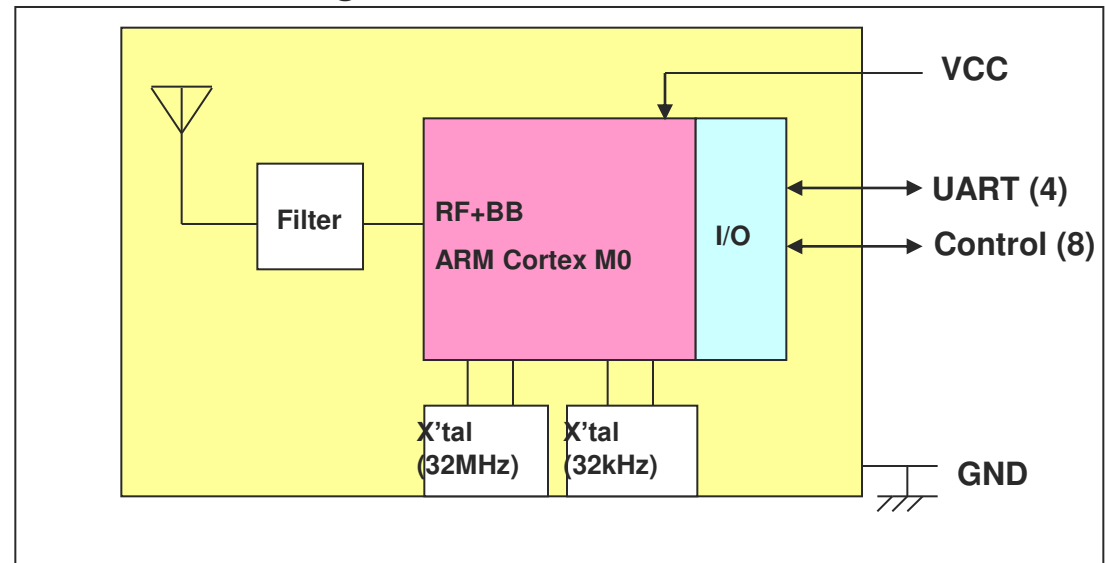 VCC
UART (4)
Control (8)
Filter
RF+BB
ARM Cortex M0
I/O
X'tal
(32MHz)
X'tal
(32kHz)
GND